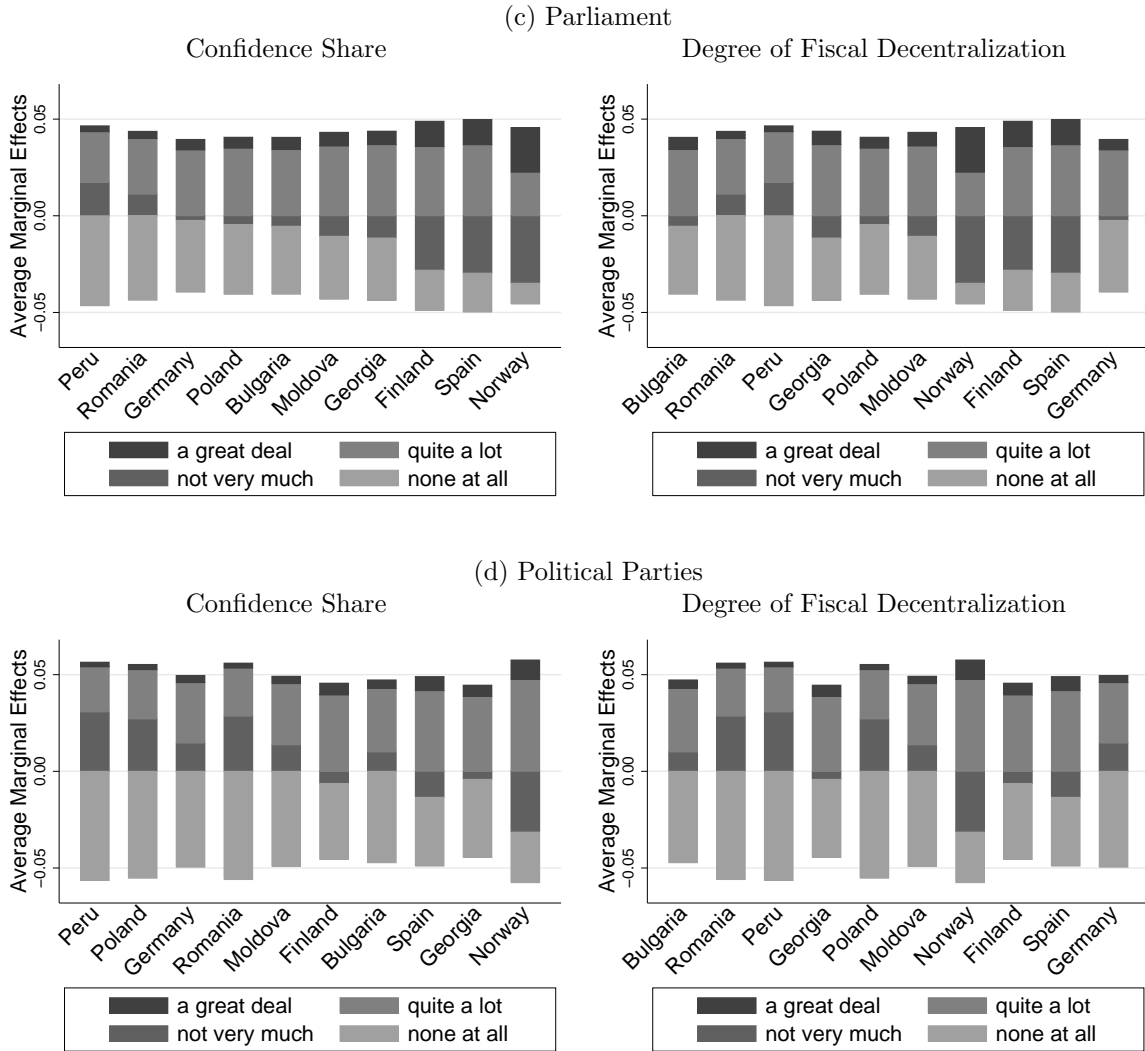 (c) Parliament
Confidence Share
Degree of Fiscal Decentralization
Average Marginal Effects
0.05
0.00
−0.05
Peru
Romania
Germany
Poland
Bulgaria
Moldova
Georgia
Finland
Spain
Norway
a great deal
quite a lot
not very much
none at all
Average Marginal Effects
0.05
0.00
−0.05
Bulgaria
Romania
Peru
Georgia
Poland
Moldova
Norway
Finland
Spain
Germany
a great deal
quite a lot
not very much
none at all
(d) Political Parties
Confidence Share
Degree of Fiscal Decentralization
Average Marginal Effects
0.05
0.00
−0.05
Peru
Poland
Germany
Romania
Moldova
Finland
Bulgaria
Spain
Georgia
Norway
a great deal
quite a lot
not very much
none at all
Average Marginal Effects
0.05
0.00
−0.05
Bulgaria
Romania
Peru
Georgia
Poland
Moldova
Norway
Finland
Spain
Germany
a great deal
quite a lot
not very much
none at all